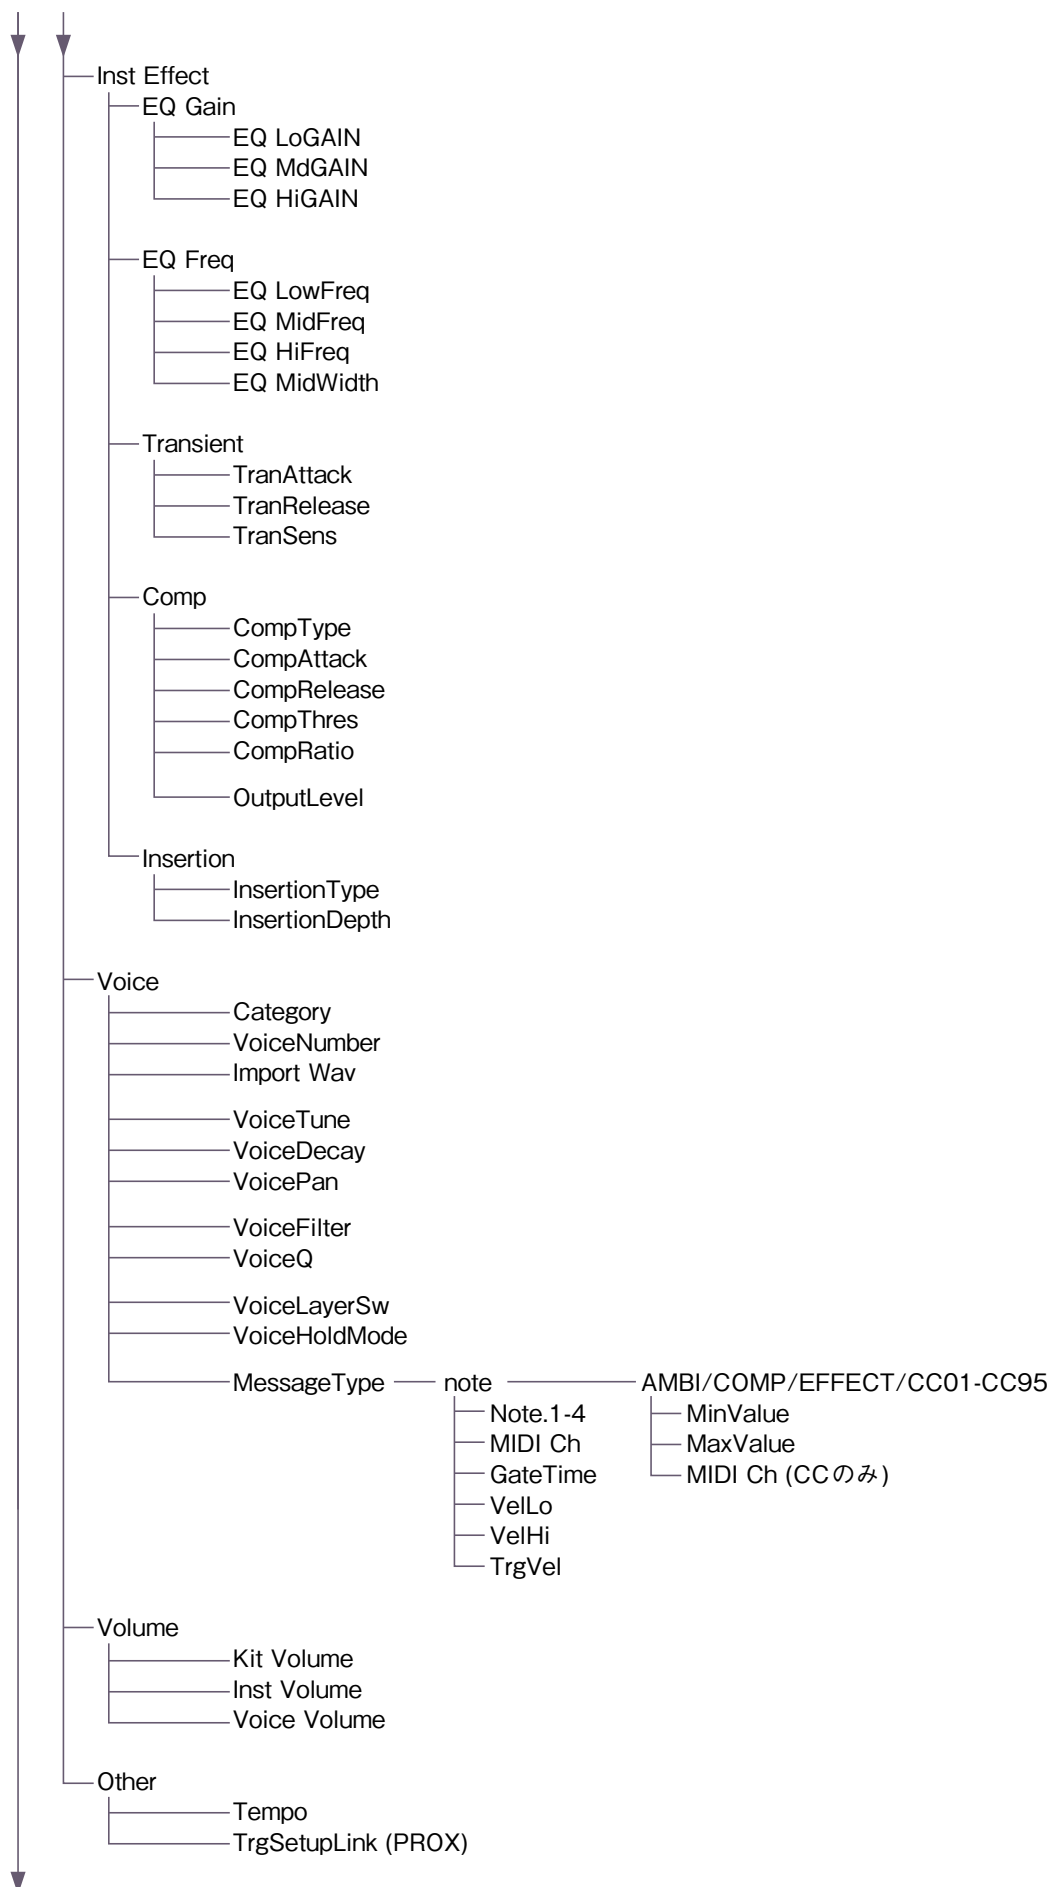 Inst Effect
EQ Gain
EQ LoGAIN
EQ MdGAIN
EQ HiGAIN
EQ Freq
EQ LowFreq
EQ MidFreq
EQ HiFreq
EQ MidWidth
Transient
TranAttack
TranRelease
TranSens
Comp
CompType
CompAttack
CompRelease
CompThres
CompRatio
OutputLevel
Insertion
InsertionType
InsertionDepth
Voice
Category
VoiceNumber
Import Wav
VoiceTune
VoiceDecay
VoicePan
VoiceFilter
VoiceQ
VoiceLayerSw
VoiceHoldMode
MessageType note AMBI/COMP/EFFECT/CC01-CC95
Note.1-4 MinValue
MIDI Ch MaxValue
GateTime MIDI Ch (CCのみ)
VelLo
VelHi
TrgVel
Volume
Kit Volume
Inst Volume
Voice Volume
Other
Tempo
TrgSetupLink (PROX)